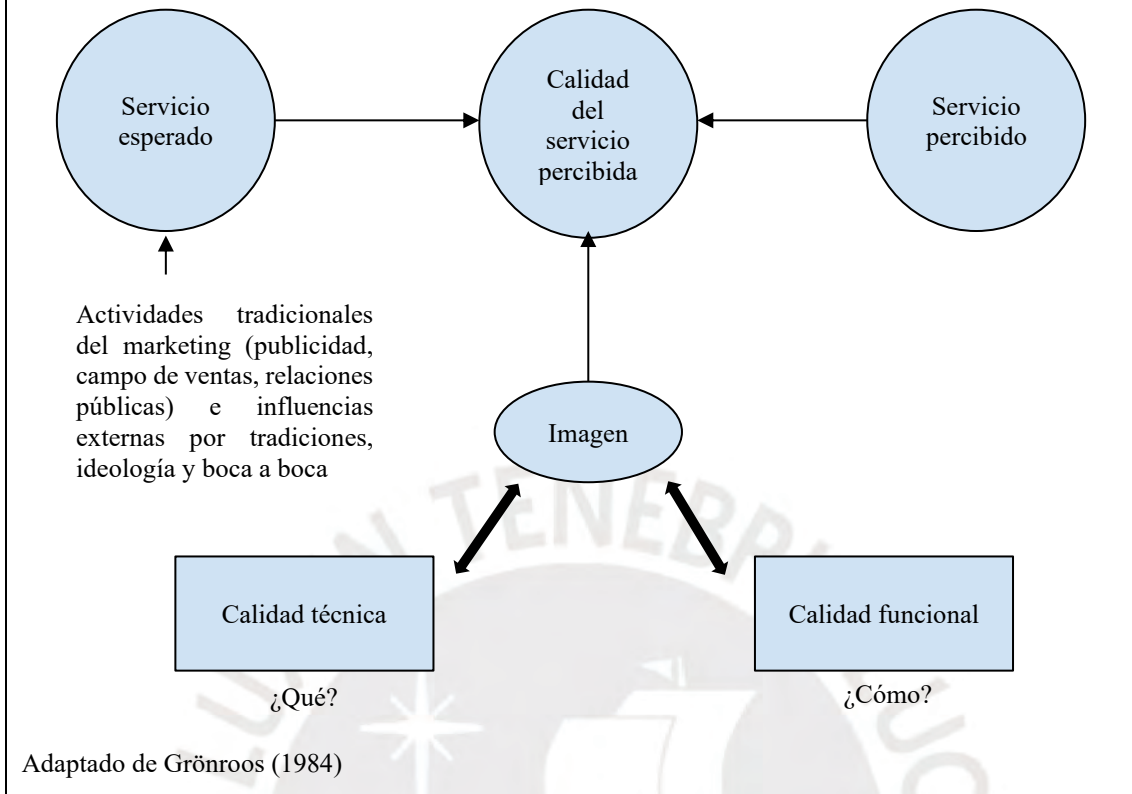 Servicio
esperado
Calidad
del
servicio
percibida
Servicio
percibido
Actividades tradicionales
del marketing (publicidad,
campo de ventas, relaciones
públicas) e influencias
externas por tradiciones,
ideología y boca a boca
Imagen
TENEBR
Calidad técnica
Calidad funcional
¿Qué?
¿Cómo?
Adaptado de Grönroos (1984)